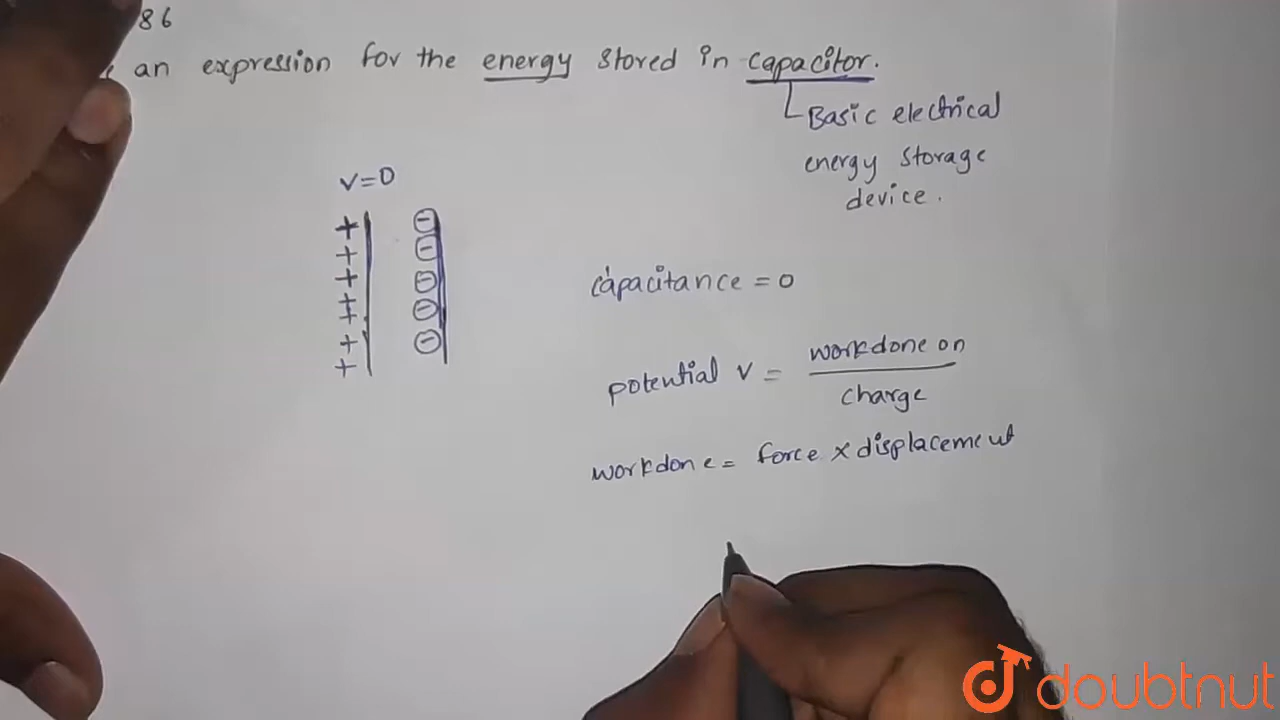 86
an expression for the energy stored in capacitor.
Basic electrical
energy storage
device.
V=0
+ -
+ -
+ -
+ -
+
+ -
+
capacitance = 0
potential V = workdone on
charge
workdone = force × displacement
doubtnut